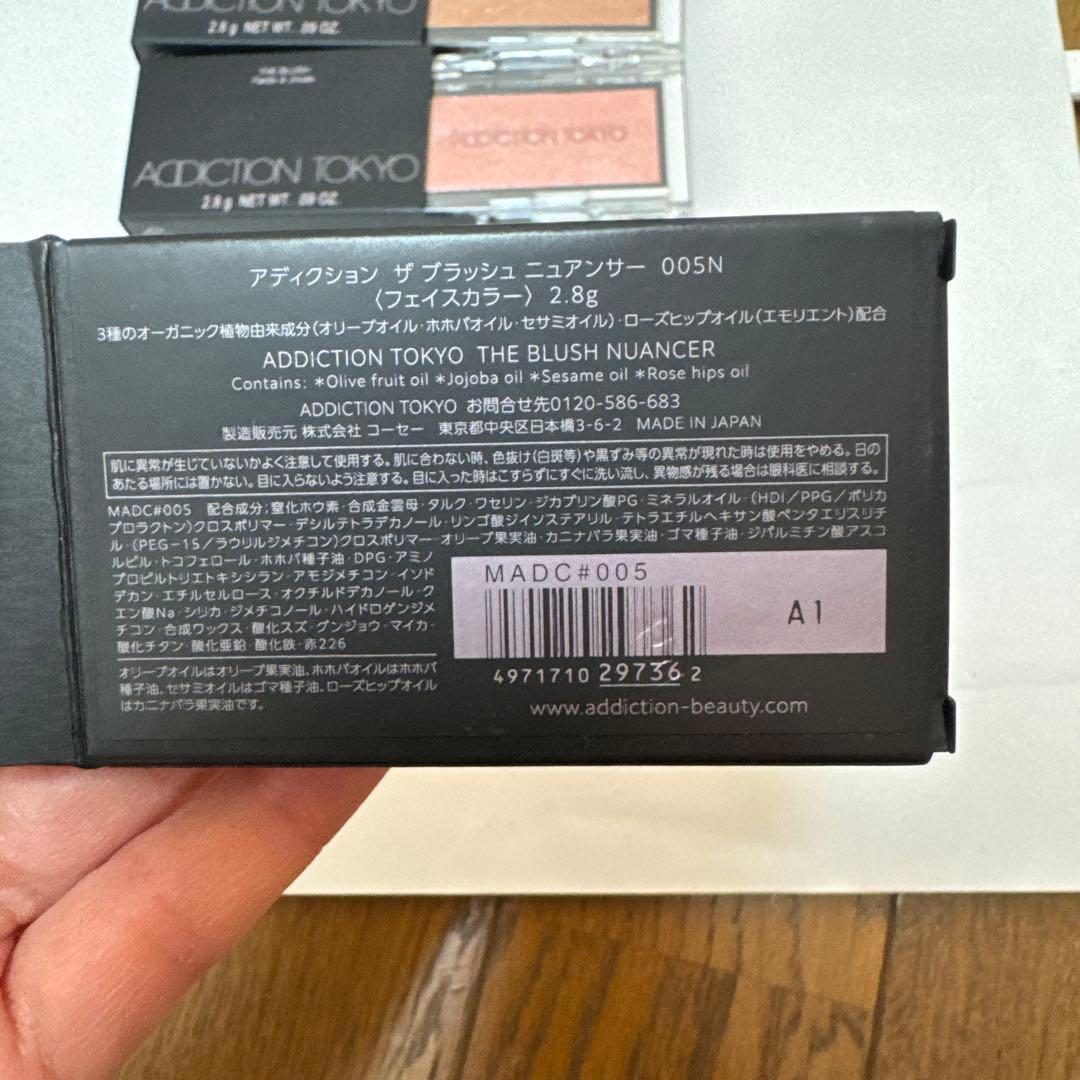 ADDICTION TOKYO
2.8g NET WT. .09 OZ.
THE BLUSH
ADDICTION TOKYO
2.8g NET WT. .09 OZ.
ADDICTION TOKYO
アディクション ザ ブラッシュ ニュアンサー 005N
〈フェイスカラー〉2.8g
3種のオーガニック植物由来成分(オリーブオイル・ホホバオイル・セサミオイル)・ローズヒップオイル(エモリエント)配合
ADDICTION TOKYO THE BLUSH NUANCER
Contains: *Olive fruit oil *Jojoba oil *Sesame oil *Rose hips oil
ADDICTION TOKYO お問合せ先0120-586-683
製造販売元 株式会社 コーセー 東京都中央区日本橋3-6-2 MADE IN JAPAN
肌に異常が生じていないかよく注意して使用する。肌に合わない時、色抜け(白斑等)や黒ずみ等の異常が現れた時は使用をやめる。日の
あたる場所には置かない。目に入らないよう注意する。目に入った時はこすらずにすぐに洗い流し、異物感が残る場合は眼科医に相談する。
MADC#005 配合成分;窒化ホウ素・合成金雲母・タルク・ワセリン・ジカプリン酸PG・ミネラルオイル・(HDI/PPG/ポリカ
プロラクトン)クロスポリマー・デシルテトラデカノール・リンゴ酸ジイソステアリル・テトラエチルヘキサン酸ペンタエリスリチ
ル・(PEG-15/ラウリルジメチコン)クロスポリマー・オリーブ果実油・カニナバラ果実油・ゴマ種子油・ジパルミチン酸アスコ
ルビル・トコフェロール・ホホバ種子油・DPG・アミノ
プロピルトリエトキシシラン・アモジメチコン・イソド
デカン・エチルセルロース・オクチルドデカノール・ク
エン酸Na・シリカ・ジメチコノール・ハイドロゲンジメ
チコン・合成ワックス・酸化スズ・グンジョウ・マイカ・
酸化チタン・酸化亜鉛・酸化鉄・赤226
オリーブオイルはオリーブ果実油、ホホバオイルはホホバ
種子油、セサミオイルはゴマ種子油、ローズヒップオイル
はカニナバラ果実油です。
MADC#005
A1
4971710 29736 2
www.addiction-beauty.com